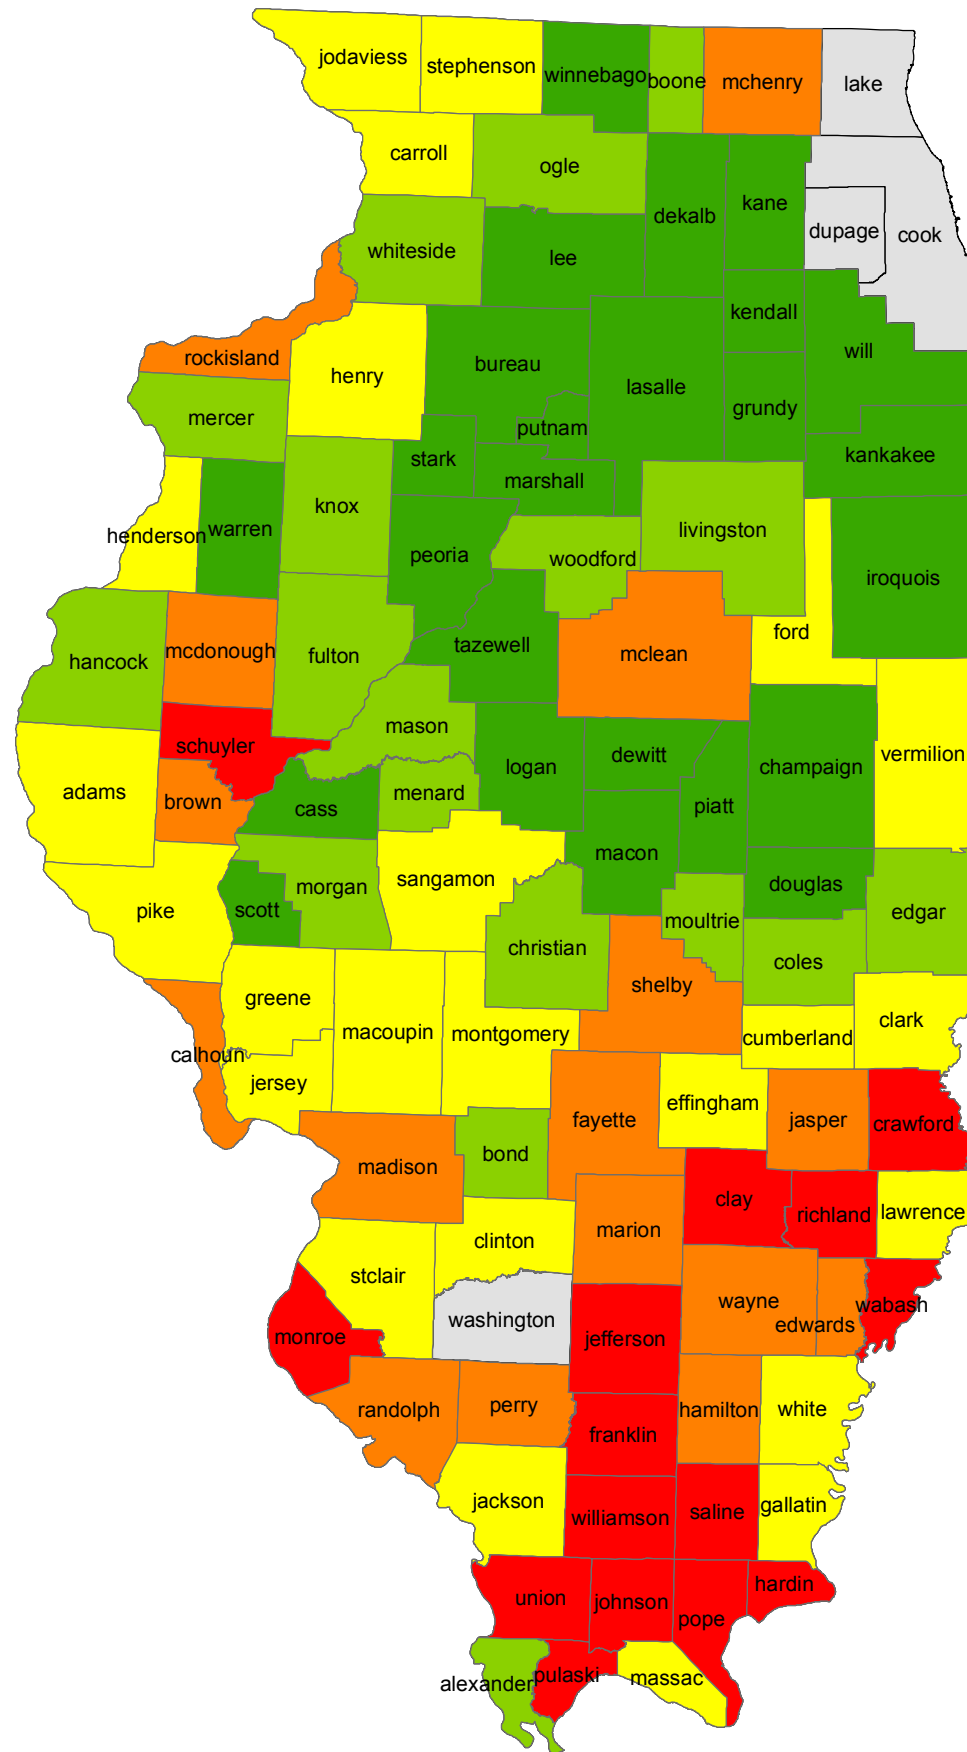 jodaviess
stephenson
winnebago
boone
mchenry
lake
carroll
ogle
dekalb
kane
dupage
cook
whiteside
lee
kendall
rockisland
henry
bureau
lasalle
will
mercer
putnam
grundy
stark
marshall
kankakee
henderson
warren
knox
peoria
woodford
livingston
iroquois
hancock
mcdonough
fulton
tazewell
mclean
ford
schuyler
mason
logan
dewitt
champaign
vermilion
adams
brown
cass
menard
piatt
macon
pike
scott
morgan
sangamon
christian
moultrie
douglas
edgar
coles
greene
macoupin
montgomery
shelby
cumberland
clark
calhoun
jersey
fayette
effingham
jasper
crawford
madison
bond
clay
richland
lawrence
stclair
clinton
marion
wayne
edwards
wabash
monroe
washington
jefferson
randolph
perry
franklin
hamilton
white
jackson
williamson
saline
gallatin
union
johnson
pope
hardin
alexander
pulaski
massac